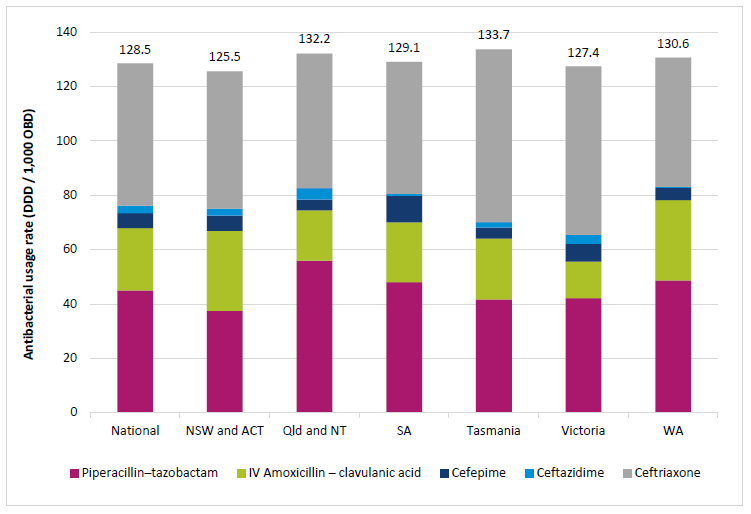 140
120
100
80
60
40
20
0
Antibacterial usage rate (DDD / 1,000 OBD)
128.5
125.5
132.2
129.1
133.7
127.4
130.6
National
NSW and ACT
Qld and NT
SA
Tasmania
Victoria
WA
Piperacillin–tazobactam
IV Amoxicillin – clavulanic acid
Cefepime
Ceftazidime
Ceftriaxone